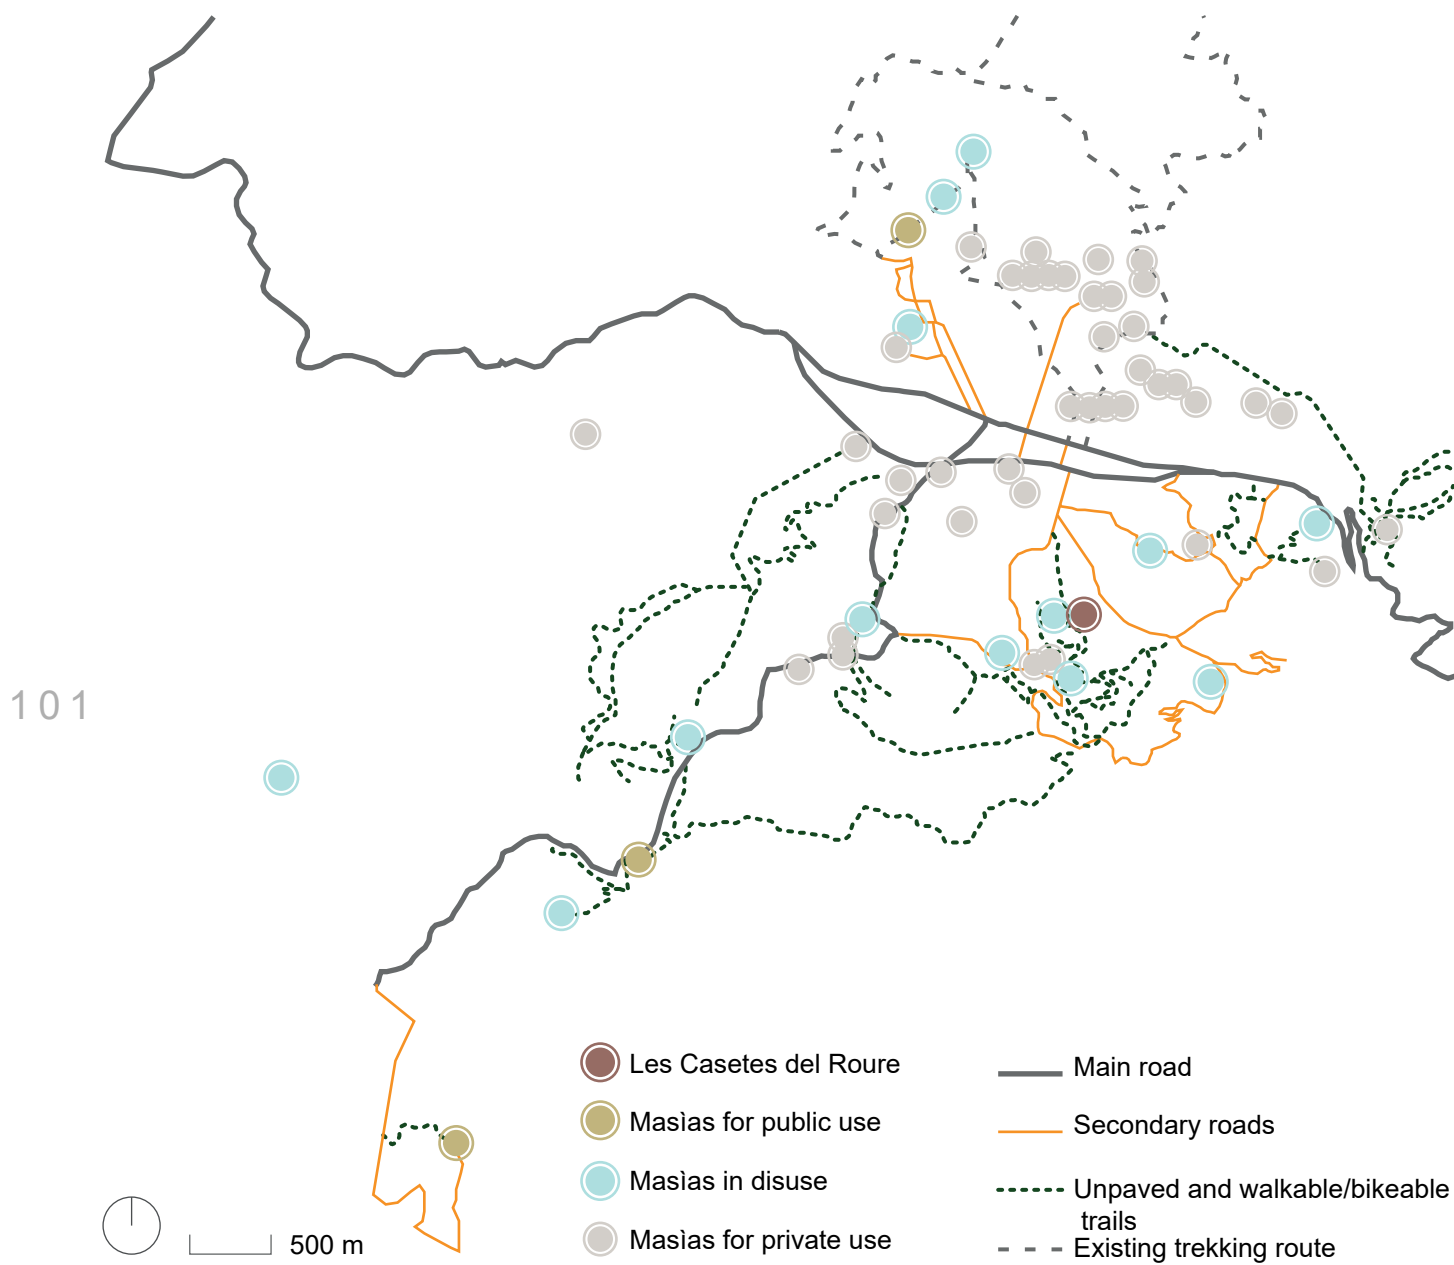 101
Les Casetes del Roure
Masìas for public use
Masìas in disuse
Masìas for private use
500 m
Main road
Secondary roads
Unpaved and walkable/bikeable
trails
Existing trekking route